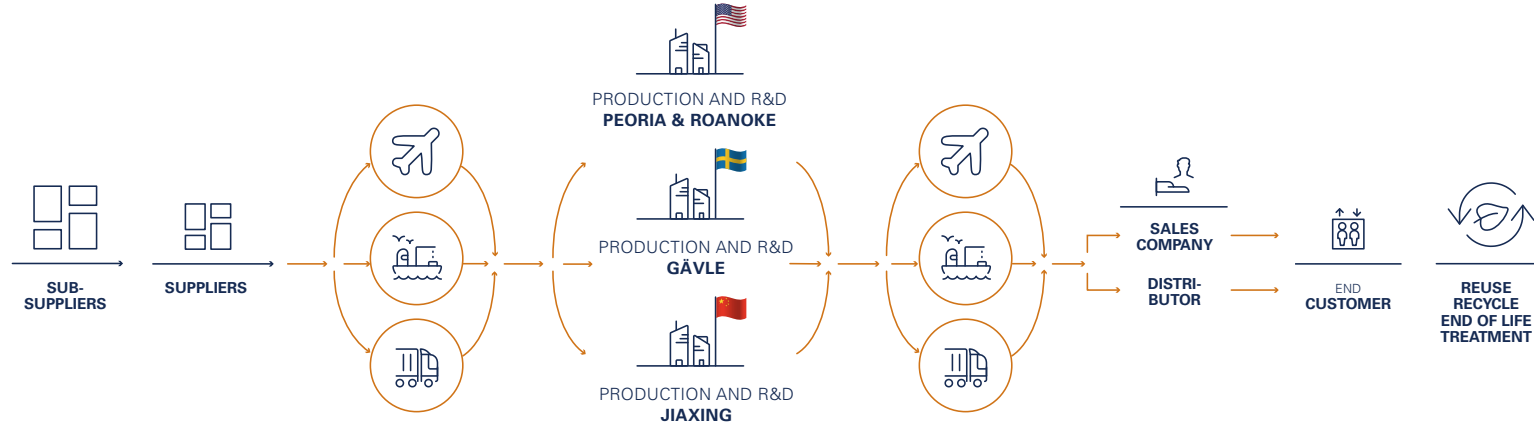 SUB-
SUPPLIERS
SUPPLIERS
PRODUCTION AND R&D
PEORIA & ROANOKE
PRODUCTION AND R&D
GÄVLE
PRODUCTION AND R&D
JIAXING
SALES
COMPANY
DISTRI-
BUTOR
END
CUSTOMER
REUSE
RECYCLE
END OF LIFE
TREATMENT